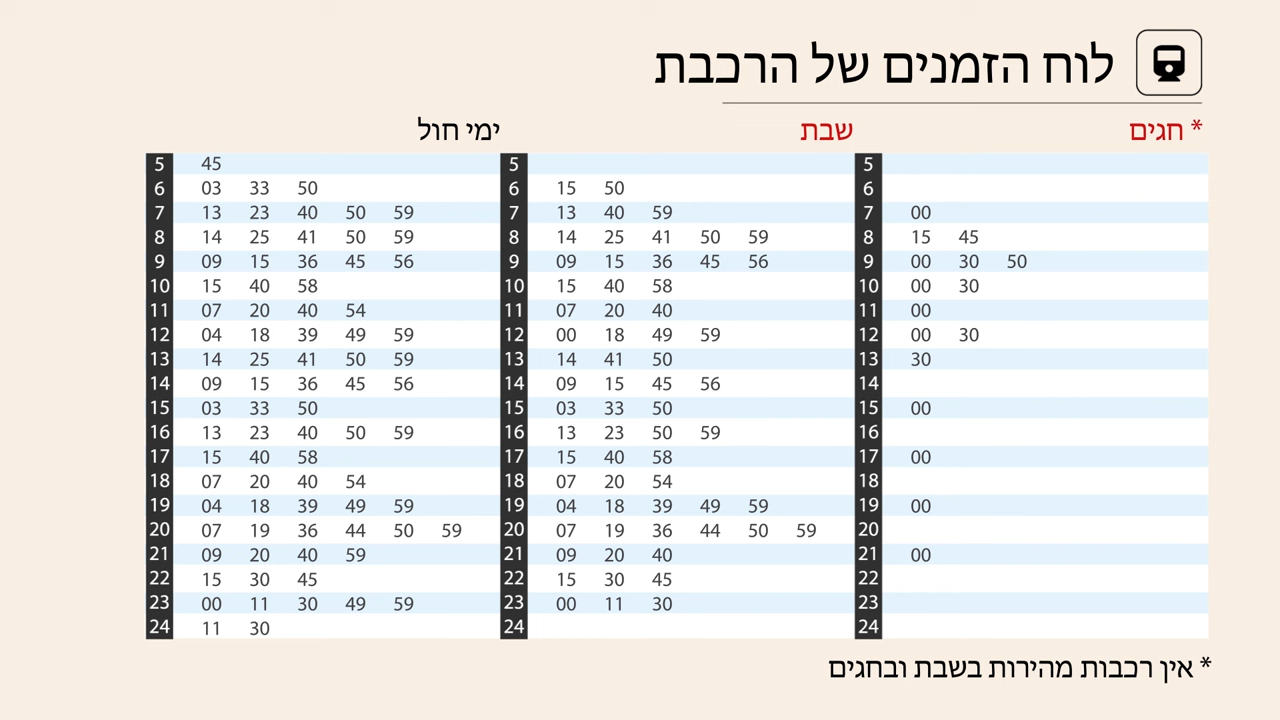 לוח הזמנים של הרכבת
* חגים שבת ימי חול
5 45 5 5
6 03 33 50 6 15 50 6
7 13 23 40 50 59 7 13 40 59 7 00
8 14 25 41 50 59 8 14 25 41 50 59 8 15 45
9 09 15 36 45 56 9 09 15 36 45 56 9 00 30 50
10 15 40 58 10 15 40 58 10 00 30
11 07 20 40 54 11 07 20 40 11 00
12 04 18 39 49 59 12 00 18 49 59 12 00 30
13 14 25 41 50 59 13 14 41 50 13 30
14 09 15 36 45 56 14 09 15 45 56 14
15 03 33 50 15 03 33 50 15 00
16 13 23 40 50 59 16 13 23 50 59 16
17 15 40 58 17 15 40 58 17 00
18 07 20 40 54 18 07 20 54 18
19 04 18 39 49 59 19 04 18 39 49 59 19 00
20 07 19 36 44 50 59 20 07 19 36 44 50 59 20
21 09 20 40 59 21 09 20 40 21 00
22 15 30 45 22 15 30 45 22
23 00 11 30 49 59 23 00 11 30 23
24 11 30 24 24
* אין רכבות מהירות בשבת ובחגים